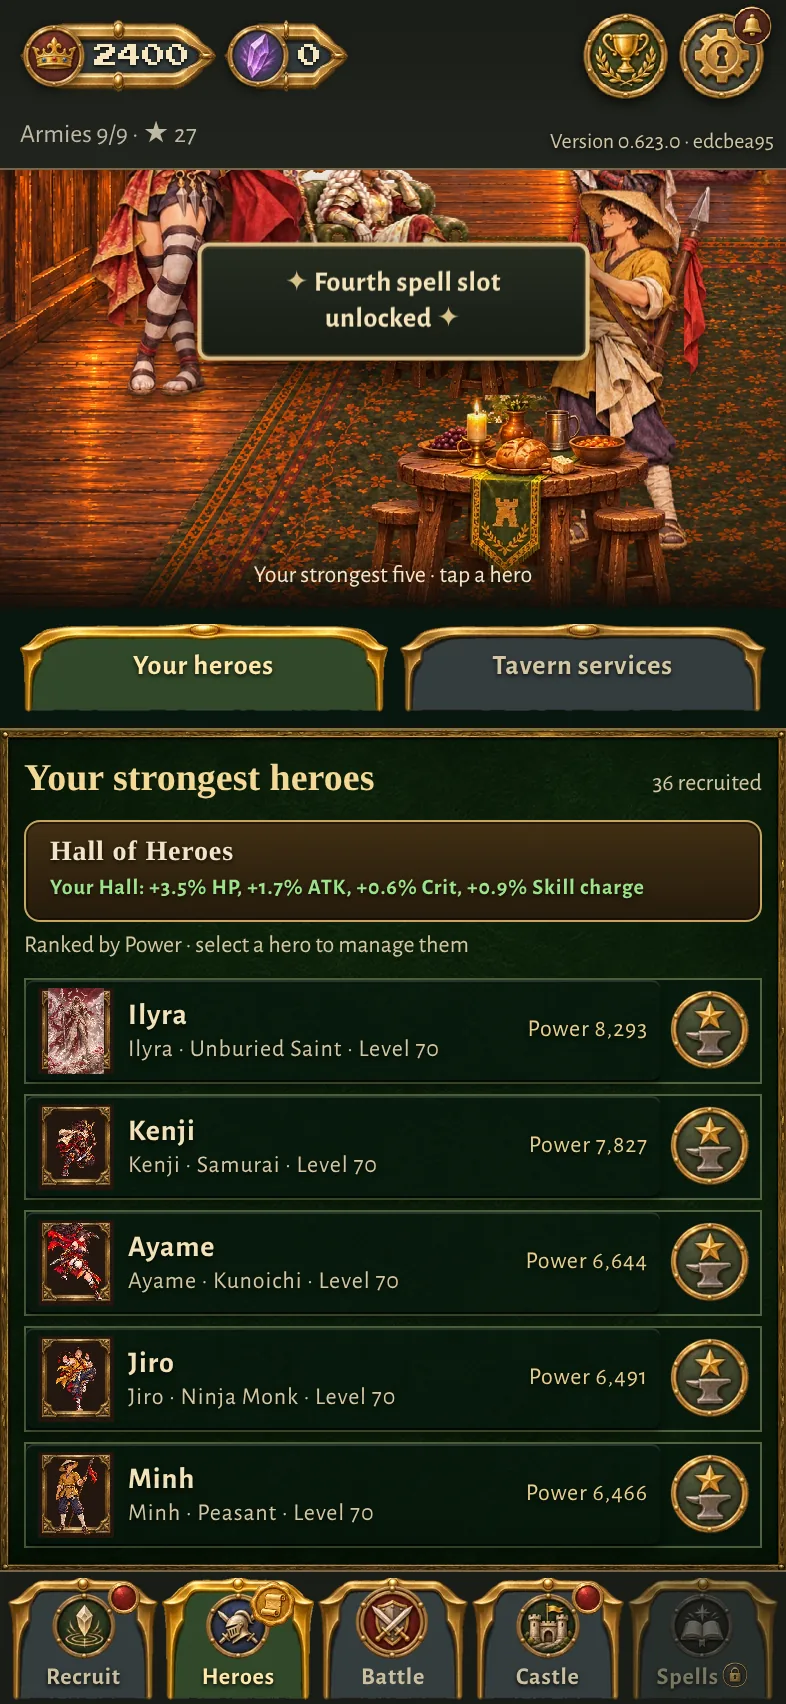 2400
0
Armies 9/9 · ★ 27
Version 0.623.0 · edcbea95
✦ Fourth spell slot
unlocked ✦
Your strongest five · tap a hero
Your heroes
Tavern services
Your strongest heroes
36 recruited
Hall of Heroes
Your Hall: +3.5% HP, +1.7% ATK, +0.6% Crit, +0.9% Skill charge
Ranked by Power · select a hero to manage them
Ilyra
Ilyra · Unburied Saint · Level 70
Power 8,293
Kenji
Kenji · Samurai · Level 70
Power 7,827
Ayame
Ayame · Kunoichi · Level 70
Power 6,644
Jiro
Jiro · Ninja Monk · Level 70
Power 6,491
Minh
Minh · Peasant · Level 70
Power 6,466
Recruit
Heroes
Battle
Castle
Spells